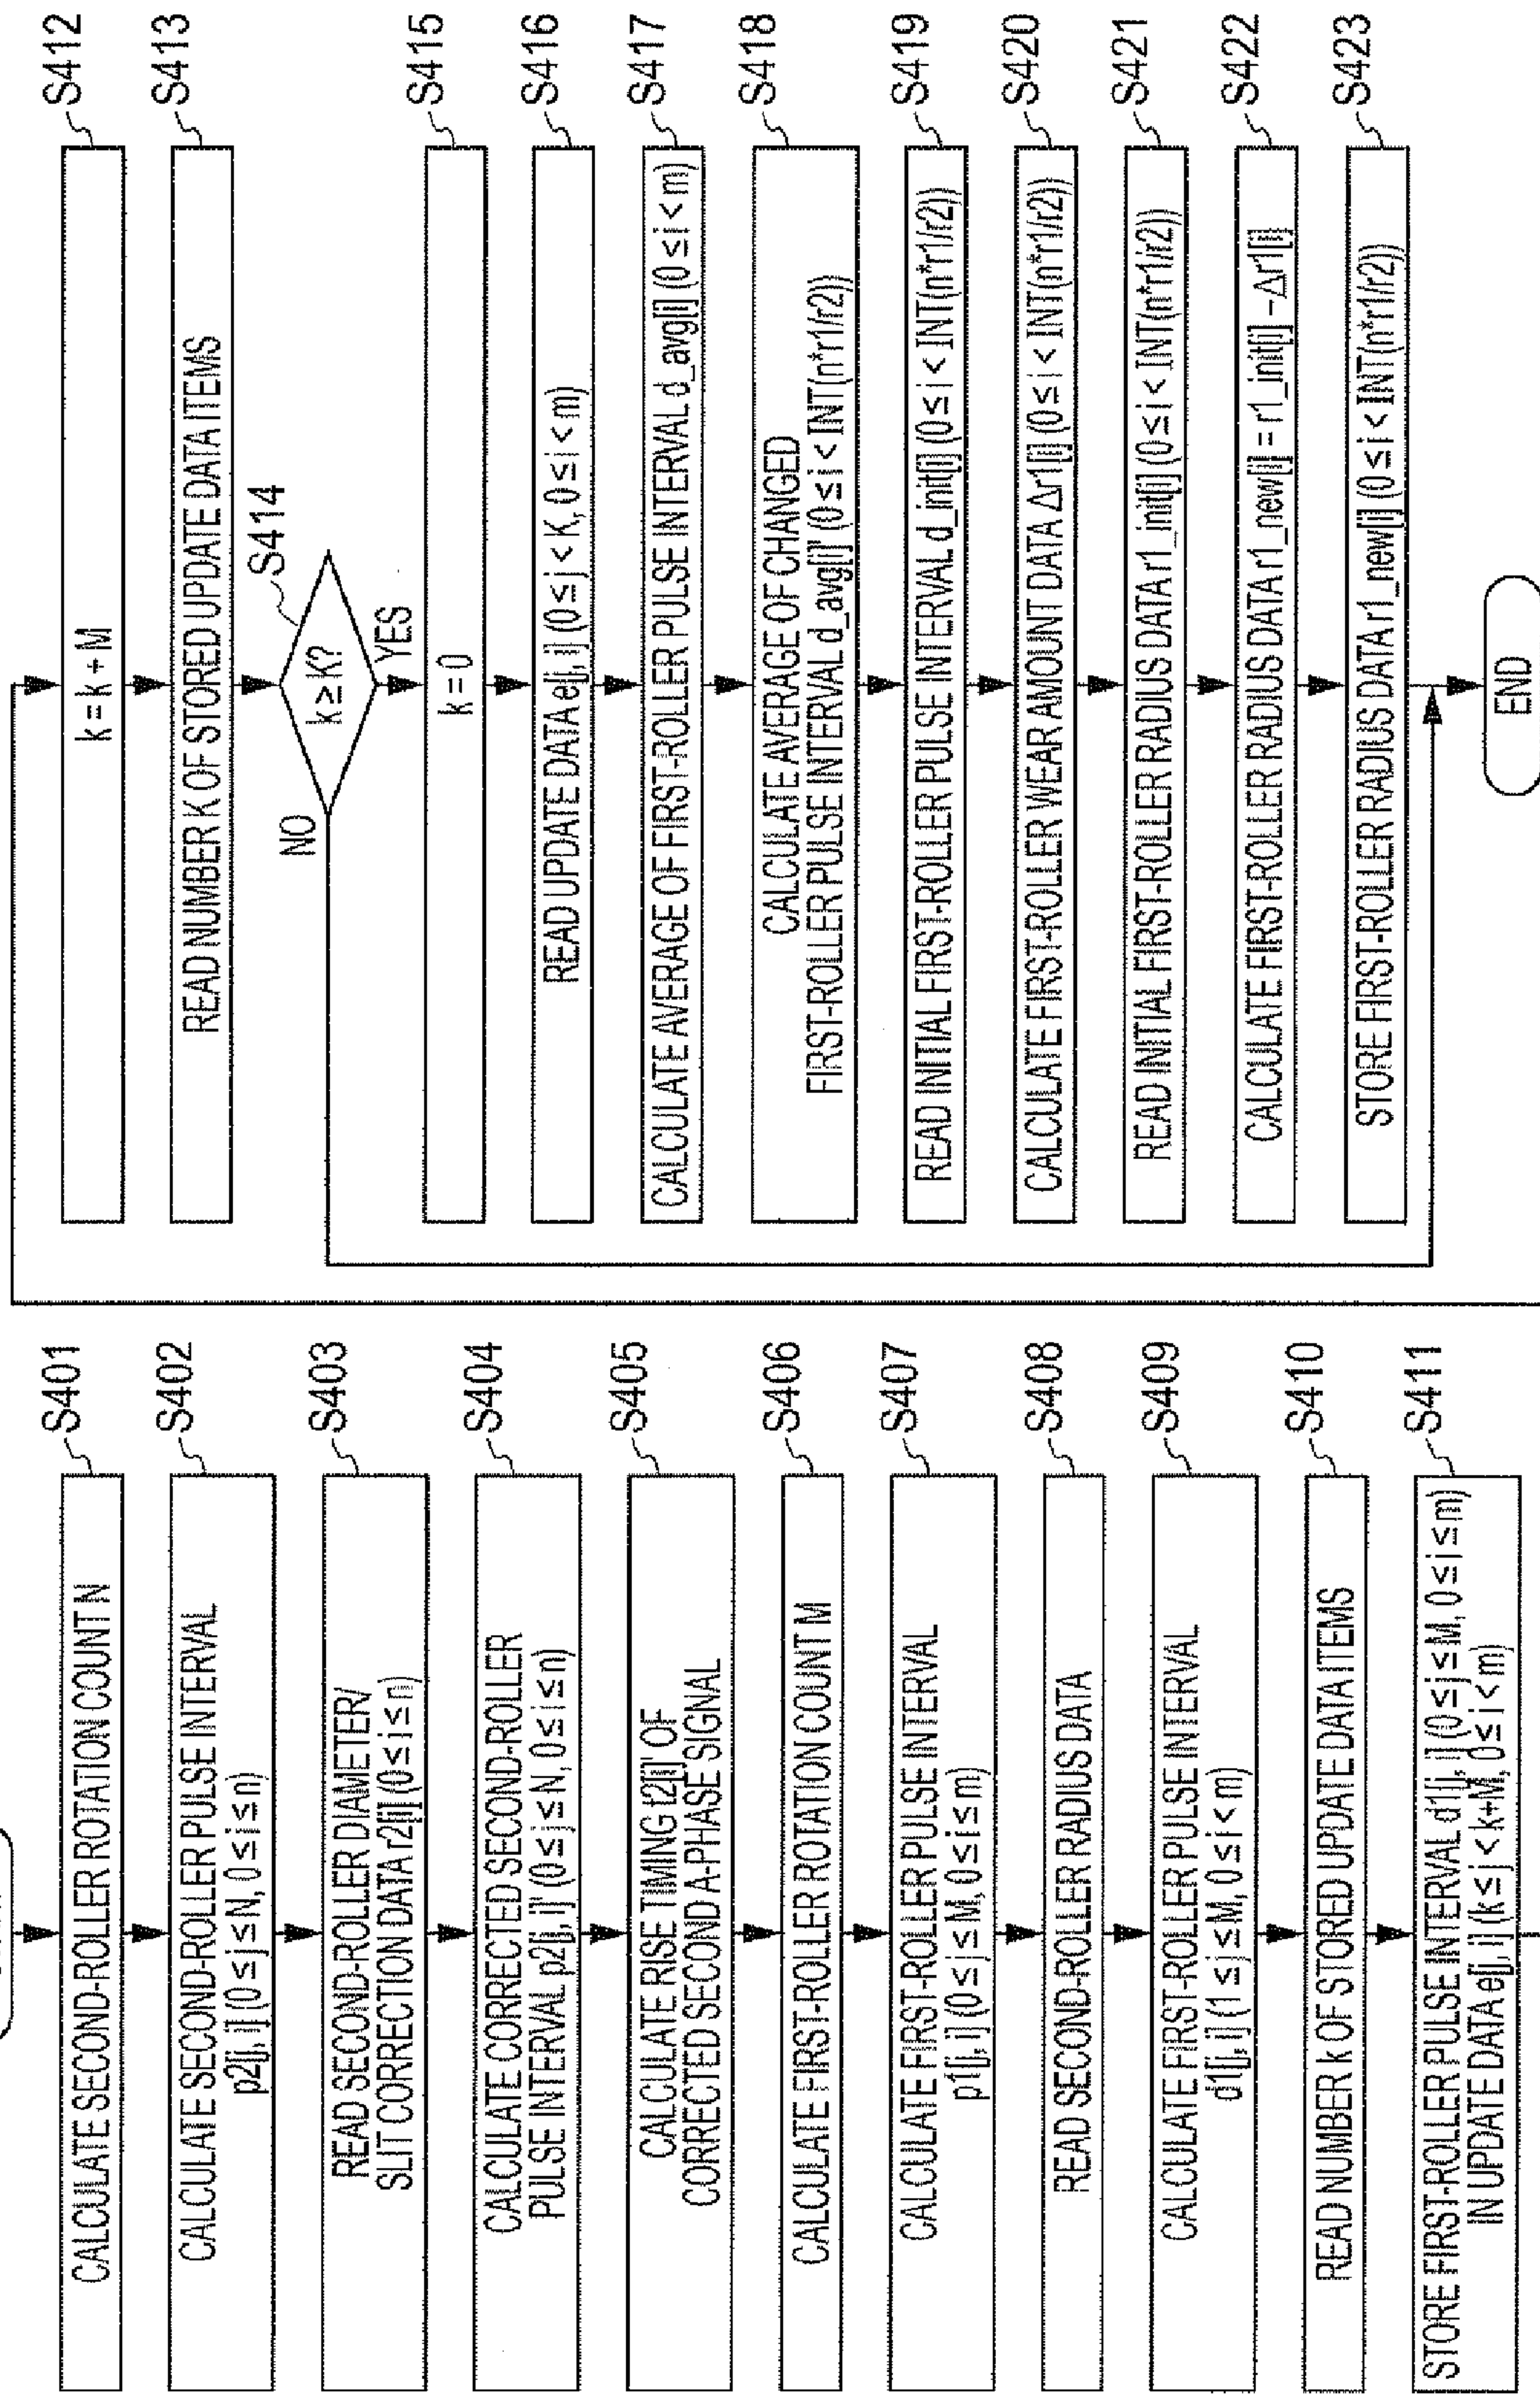 S401
CALCULATE SECOND-ROLLER ROTATION COUNT N
S402
CALCULATE SECOND-ROLLER PULSE INTERVAL
p2[j, i] (0 ≤ j ≤ N, 0 ≤ i ≤ n)
S403
READ SECOND-ROLLER DIAMETER/
SLIT CORRECTION DATA r2[i] (0 ≤ i ≤ n)
S404
CALCULATE CORRECTED SECOND-ROLLER
PULSE INTERVAL p2[j, i]' (0 ≤ j ≤ N, 0 ≤ i ≤ n)
S405
CALCULATE RISE TIMING t2[i]' OF
CORRECTED SECOND A-PHASE SIGNAL
S406
CALCULATE FIRST-ROLLER ROTATION COUNT M
S407
CALCULATE FIRST-ROLLER PULSE INTERVAL
p1[j, i] (0 ≤ j ≤ M, 0 ≤ i ≤ m)
S408
READ SECOND-ROLLER RADIUS DATA
S409
CALCULATE FIRST-ROLLER PULSE INTERVAL
d1[j, i] (1 ≤ j ≤ M, 0 ≤ i < m)
S410
READ NUMBER k OF STORED UPDATE DATA ITEMS
S411
STORE FIRST-ROLLER PULSE INTERVAL d1[j, i] (0 ≤ j ≤ M, 0 ≤ i ≤ m)
IN UPDATE DATA e[j, i] (k ≤ j < k+M, 0 ≤ i < m)
S412
k = k + M
S413
READ NUMBER K OF STORED UPDATE DATA ITEMS
S414
k ≥ K?
NO
YES
S415
k = 0
S416
READ UPDATE DATA e[j, i] (0 ≤ j < K, 0 ≤ i < m)
S417
CALCULATE AVERAGE OF FIRST-ROLLER PULSE INTERVAL d_avg[i] (0 ≤ i < m)
S418
CALCULATE AVERAGE OF CHANGED
FIRST-ROLLER PULSE INTERVAL d_avg[i]' (0 ≤ i < INT(n*r1/r2))
S419
READ INITIAL FIRST-ROLLER PULSE INTERVAL d_init[i] (0 ≤ i < INT(n*r1/r2))
S420
CALCULATE FIRST-ROLLER WEAR AMOUNT DATA Δr1[i] (0 ≤ i < INT(n*r1/r2))
S421
READ INITIAL FIRST-ROLLER RADIUS DATA r1_init[i] (0 ≤ i < INT(n*r1/r2))
S422
CALCULATE FIRST-ROLLER RADIUS DATA r1_new[i] = r1_init[i] - Δr1[i]
S423
STORE FIRST-ROLLER RADIUS DATA r1_new[i] (0 ≤ i < INT(n*r1/r2))
END